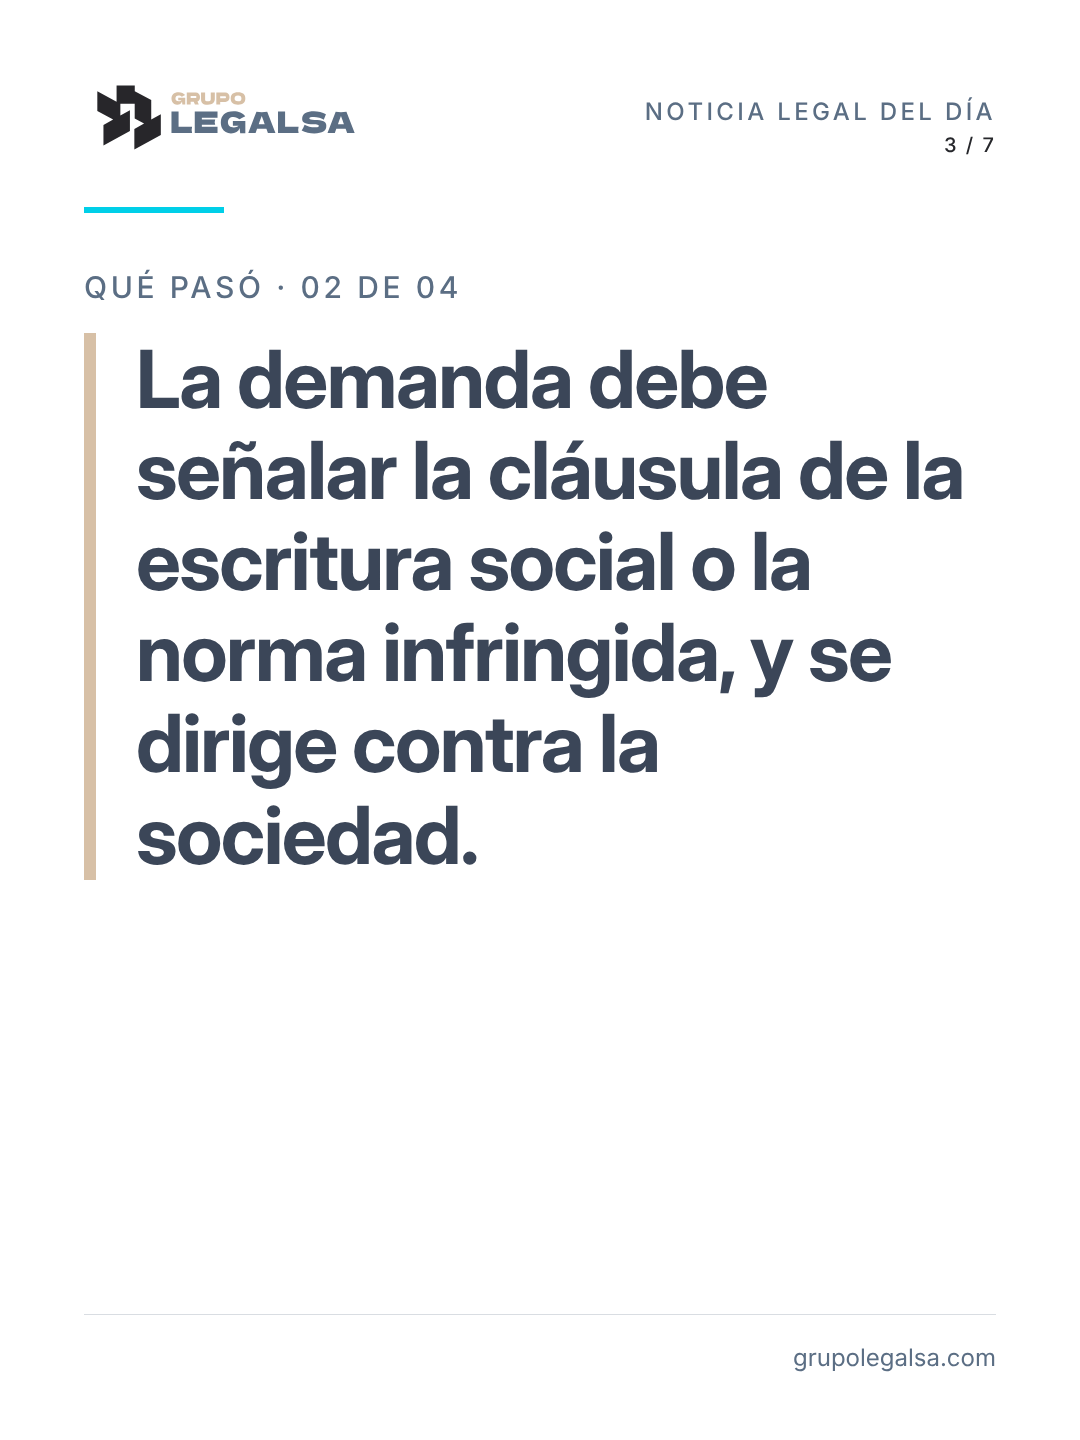 GRUPO
LEGALSA
NOTICIA LEGAL DEL DÍA
3 / 7
QUÉ PASÓ · 02 DE 04
La demanda debe
señalar la cláusula de la
escritura social o la
norma infringida, y se
dirige contra la
sociedad.
grupolegalsa.com